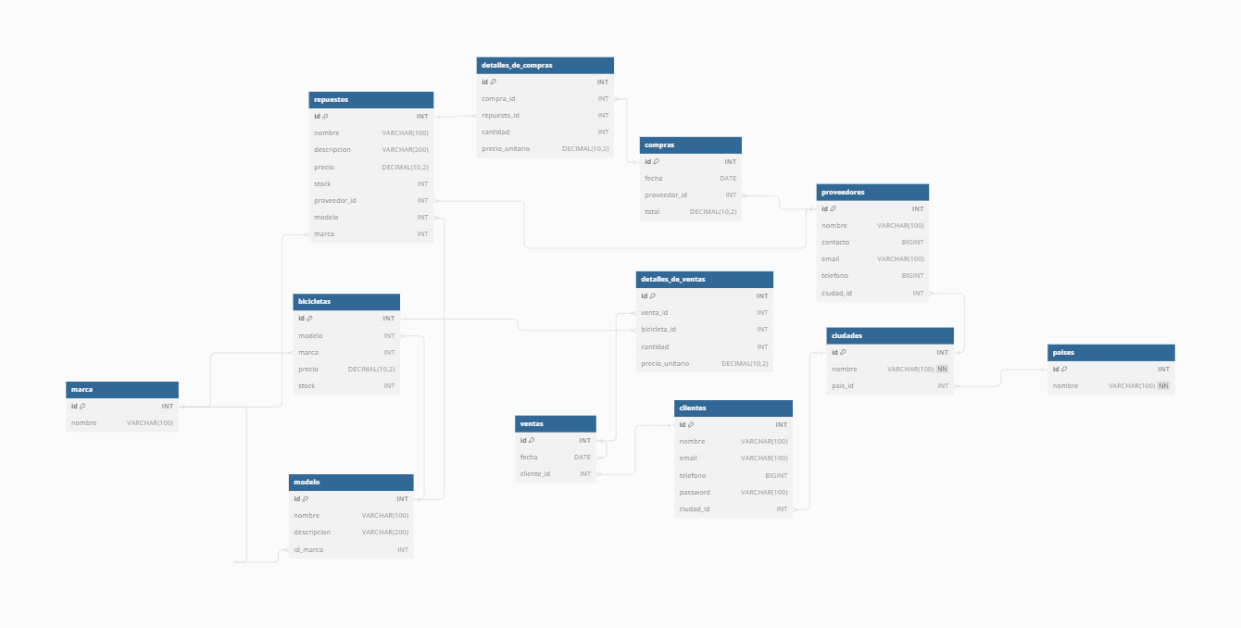 detalles_de_compras
id INT
compra_id INT
repuesto_id INT
cantidad INT
precio_unitario DECIMAL(10,2)
repuestos
id INT
nombre VARCHAR(100)
descripcion VARCHAR(200)
precio DECIMAL(10,2)
stock INT
proveedor_id INT
modelo INT
marca INT
compras
id INT
fecha DATE
proveedor_id INT
total DECIMAL(10,2)
proveedores
id INT
nombre VARCHAR(100)
contacto BIGINT
email VARCHAR(100)
telefono BIGINT
ciudad_id INT
detalles_de_ventas
id INT
venta_id INT
bicicleta_id INT
cantidad INT
precio_unitario DECIMAL(10,2)
bicicletas
id INT
modelo INT
marca INT
precio DECIMAL(10,2)
stock INT
ciudades
id INT
nombre VARCHAR(100) NN
pais_id INT
paises
id INT
nombre VARCHAR(100) NN
marca
id INT
nombre VARCHAR(100)
clientes
id INT
nombre VARCHAR(100)
email VARCHAR(100)
telefono BIGINT
password VARCHAR(100)
ciudad_id INT
ventas
id INT
fecha DATE
cliente_id INT
modelo
id INT
nombre VARCHAR(100)
descripcion VARCHAR(200)
id_marca INT